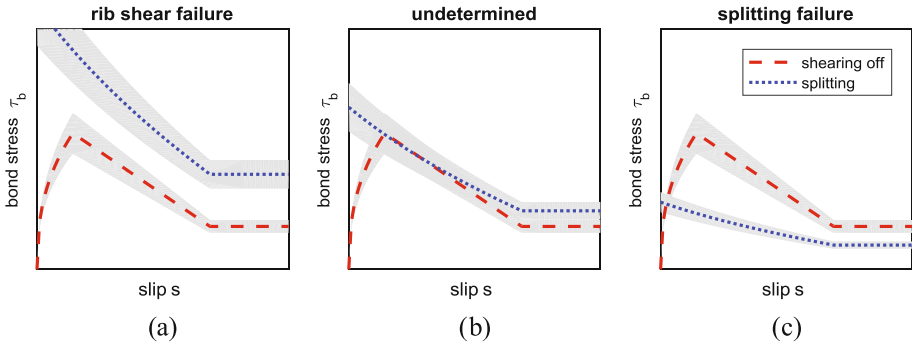 rib shear failure
undetermined
splitting failure
bond stress τb
bond stress τb
bond stress τb
shearing off
splitting
slip s
slip s
slip s
(a)
(b)
(c)